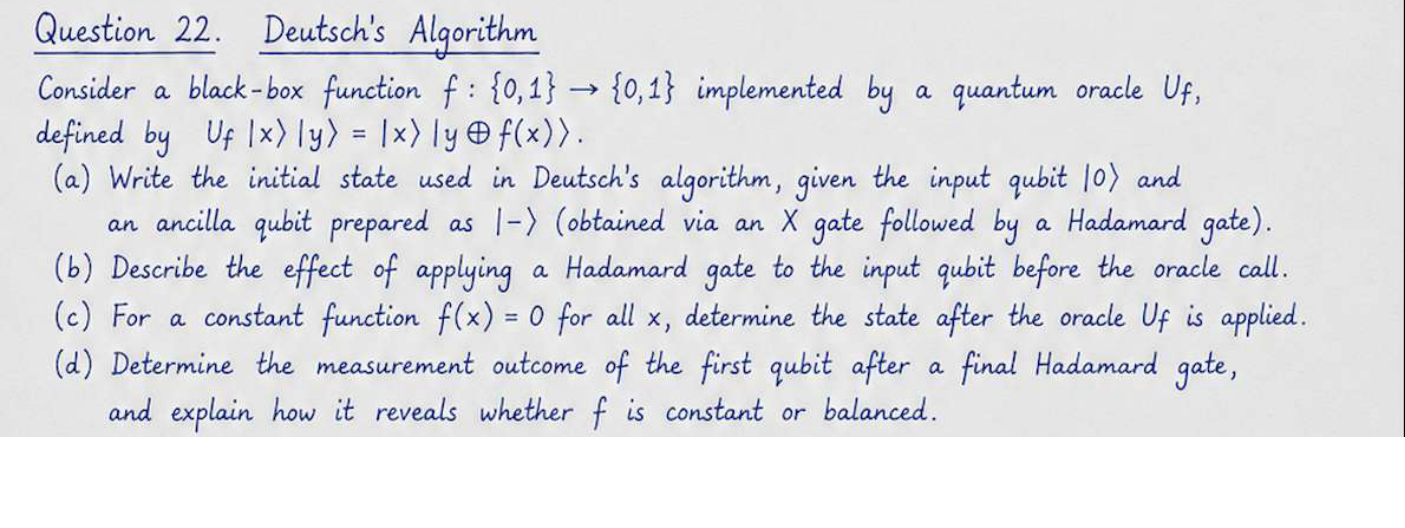 Question 22. Deutsch's Algorithm
Consider a black-box function f : {0,1} → {0,1} implemented by a quantum oracle Uf,
defined by Uf |x⟩ |y⟩ = |x⟩ |y ⊕ f(x)⟩.
(a) Write the initial state used in Deutsch's algorithm, given the input qubit |0⟩ and
an ancilla qubit prepared as |−⟩ (obtained via an X gate followed by a Hadamard gate).
(b) Describe the effect of applying a Hadamard gate to the input qubit before the oracle call.
(c) For a constant function f(x) = 0 for all x, determine the state after the oracle Uf is applied.
(d) Determine the measurement outcome of the first qubit after a final Hadamard gate,
and explain how it reveals whether f is constant or balanced.